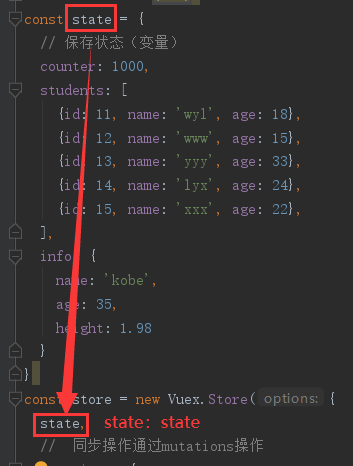 const state = {
// 保存状态（变量）
counter: 1000,
students: [
{id: 11, name: 'wyl', age: 18},
{id: 12, name: 'www', age: 15},
{id: 13, name: 'yyy', age: 33},
{id: 14, name: 'lyx', age: 24},
{id: 15, name: 'xxx', age: 22},
],
info: {
name: 'kobe',
age: 35,
height: 1.98
}
}
const store = new Vuex.Store( options: {
state, state: state
// 同步操作通过mutations操作